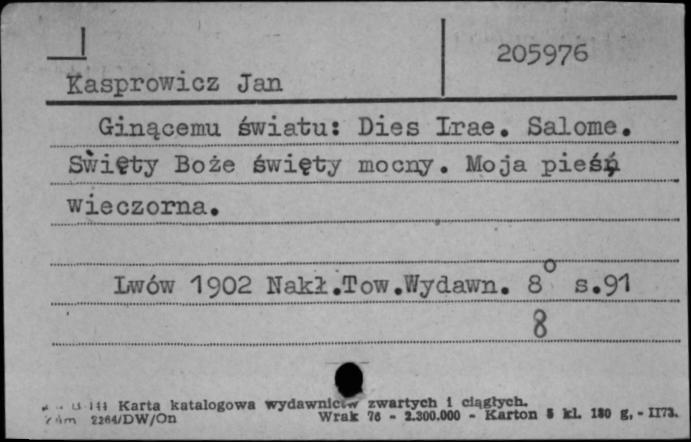 205976
Kasprowicz Jan
Ginącemu światu: Dies Irae. Salome.
Swięty Boże święty mocny. Moja pieśń
wieczorna.
Lwów 1902 Nakł.Tow.Wydawn. 8° s.91
8
Karta katalogowa wydawnictw zwartych i ciągłych.
2264/DW/On Wrak 76 - 2.300.000 - Karton 5 kl. 180 g, - II73.